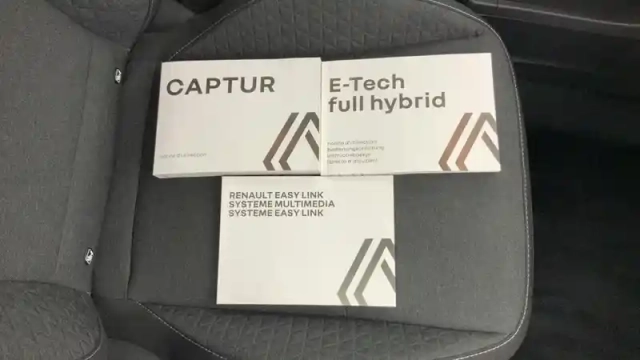 CAPTUR
E-Tech
full hybrid
RENAULT EASY LINK
SYSTEME MULTIMEDIA
SYSTEME EASY LINK